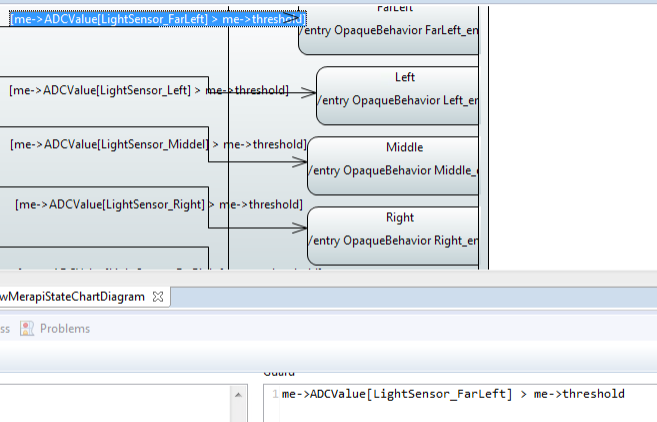 FarLeft
[me->ADCValue[LightSensor_FarLeft] > me->threshold]
/entry OpaqueBehavior FarLeft_en
Left
[me->ADCValue[LightSensor_Left] > me->threshold]
/entry OpaqueBehavior Left_en
[me->ADCValue[LightSensor_Middel] > me->threshold]
Middle
/entry OpaqueBehavior Middle_
[me->ADCValue[LightSensor_Right] > me->threshold]
Right
/entry OpaqueBehavior Right_en
wMerapiStateChartDiagram
ss Problems
Guard
1 me->ADCValue[LightSensor_FarLeft] > me->threshold